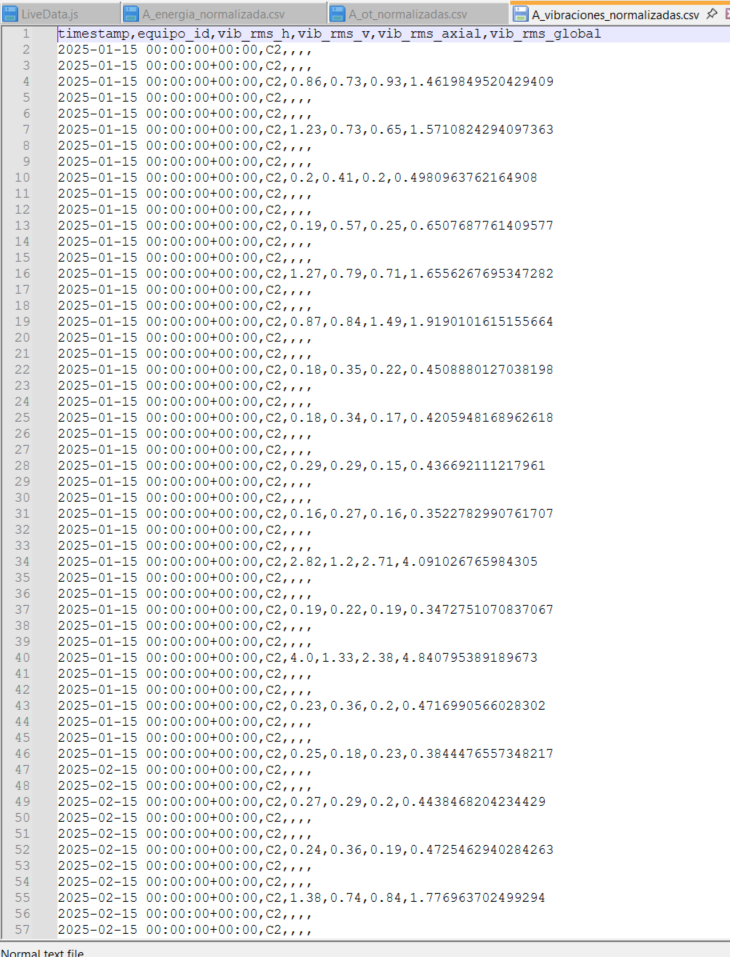 LiveData.js A_energia_normalizada.csv A_ot_normalizadas.csv A_vibraciones_normalizadas.csv
1 timestamp,equipo_id,vib_rms_h,vib_rms_v,vib_rms_axial,vib_rms_global
2 2025-01-15 00:00:00+00:00,C2,,,,
3 2025-01-15 00:00:00+00:00,C2,,,,
4 2025-01-15 00:00:00+00:00,C2,0.86,0.73,0.93,1.4619849520429409
5 2025-01-15 00:00:00+00:00,C2,,,,
6 2025-01-15 00:00:00+00:00,C2,,,,
7 2025-01-15 00:00:00+00:00,C2,1.23,0.73,0.65,1.5710824294097363
8 2025-01-15 00:00:00+00:00,C2,,,,
9 2025-01-15 00:00:00+00:00,C2,,,,
10 2025-01-15 00:00:00+00:00,C2,0.2,0.41,0.2,0.4980963762164908
11 2025-01-15 00:00:00+00:00,C2,,,,
12 2025-01-15 00:00:00+00:00,C2,,,,
13 2025-01-15 00:00:00+00:00,C2,0.19,0.57,0.25,0.6507687761409577
14 2025-01-15 00:00:00+00:00,C2,,,,
15 2025-01-15 00:00:00+00:00,C2,,,,
16 2025-01-15 00:00:00+00:00,C2,1.27,0.79,0.71,1.6556267695347282
17 2025-01-15 00:00:00+00:00,C2,,,,
18 2025-01-15 00:00:00+00:00,C2,,,,
19 2025-01-15 00:00:00+00:00,C2,0.87,0.84,1.49,1.9190101615155664
20 2025-01-15 00:00:00+00:00,C2,,,,
21 2025-01-15 00:00:00+00:00,C2,,,,
22 2025-01-15 00:00:00+00:00,C2,0.18,0.35,0.22,0.4508880127038198
23 2025-01-15 00:00:00+00:00,C2,,,,
24 2025-01-15 00:00:00+00:00,C2,,,,
25 2025-01-15 00:00:00+00:00,C2,0.18,0.34,0.17,0.4205948168962618
26 2025-01-15 00:00:00+00:00,C2,,,,
27 2025-01-15 00:00:00+00:00,C2,,,,
28 2025-01-15 00:00:00+00:00,C2,0.29,0.29,0.15,0.436692111217961
29 2025-01-15 00:00:00+00:00,C2,,,,
30 2025-01-15 00:00:00+00:00,C2,,,,
31 2025-01-15 00:00:00+00:00,C2,0.16,0.27,0.16,0.3522782990761707
32 2025-01-15 00:00:00+00:00,C2,,,,
33 2025-01-15 00:00:00+00:00,C2,,,,
34 2025-01-15 00:00:00+00:00,C2,2.82,1.2,2.71,4.091026765984305
35 2025-01-15 00:00:00+00:00,C2,,,,
36 2025-01-15 00:00:00+00:00,C2,,,,
37 2025-01-15 00:00:00+00:00,C2,0.19,0.22,0.19,0.3472751070837067
38 2025-01-15 00:00:00+00:00,C2,,,,
39 2025-01-15 00:00:00+00:00,C2,,,,
40 2025-01-15 00:00:00+00:00,C2,4.0,1.33,2.38,4.840795389189673
41 2025-01-15 00:00:00+00:00,C2,,,,
42 2025-01-15 00:00:00+00:00,C2,,,,
43 2025-01-15 00:00:00+00:00,C2,0.23,0.36,0.2,0.4716990566028302
44 2025-01-15 00:00:00+00:00,C2,,,,
45 2025-01-15 00:00:00+00:00,C2,,,,
46 2025-01-15 00:00:00+00:00,C2,0.25,0.18,0.23,0.3844476557348217
47 2025-02-15 00:00:00+00:00,C2,,,,
48 2025-02-15 00:00:00+00:00,C2,,,,
49 2025-02-15 00:00:00+00:00,C2,0.27,0.29,0.2,0.4438468204234429
50 2025-02-15 00:00:00+00:00,C2,,,,
51 2025-02-15 00:00:00+00:00,C2,,,,
52 2025-02-15 00:00:00+00:00,C2,0.24,0.36,0.19,0.4725462940284263
53 2025-02-15 00:00:00+00:00,C2,,,,
54 2025-02-15 00:00:00+00:00,C2,,,,
55 2025-02-15 00:00:00+00:00,C2,1.38,0.74,0.84,1.776963702499294
56 2025-02-15 00:00:00+00:00,C2,,,,
57 2025-02-15 00:00:00+00:00,C2,,,,
Normal text file